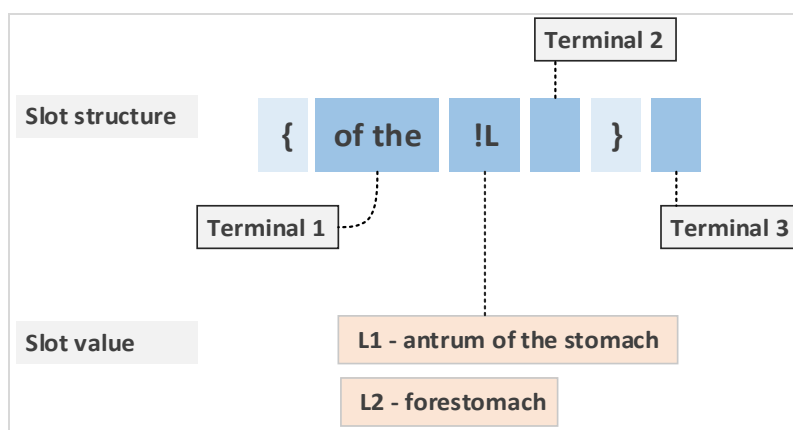 Terminal 2
Slot structure
{ of the !L }
Terminal 1
Terminal 3
Slot value
L1 - antrum of the stomach
L2 - forestomach